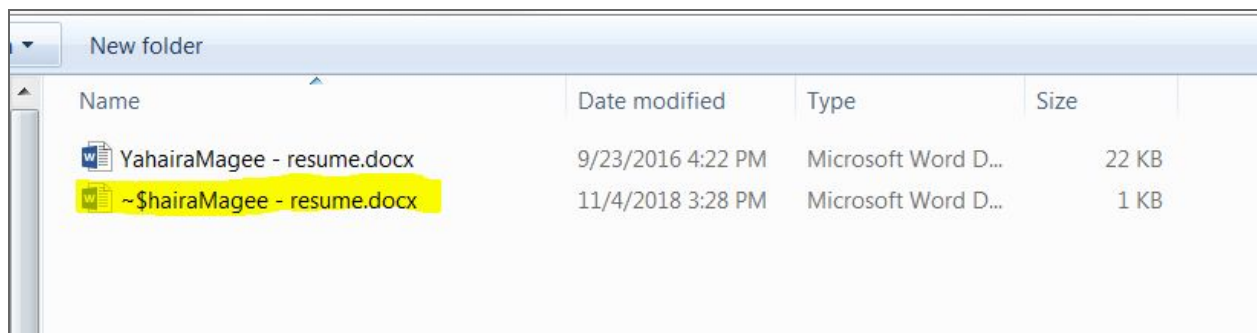 New folder
Name Date modified Type Size
YahairaMagee - resume.docx 9/23/2016 4:22 PM Microsoft Word D... 22 KB
~$hairaMagee - resume.docx 11/4/2018 3:28 PM Microsoft Word D... 1 KB